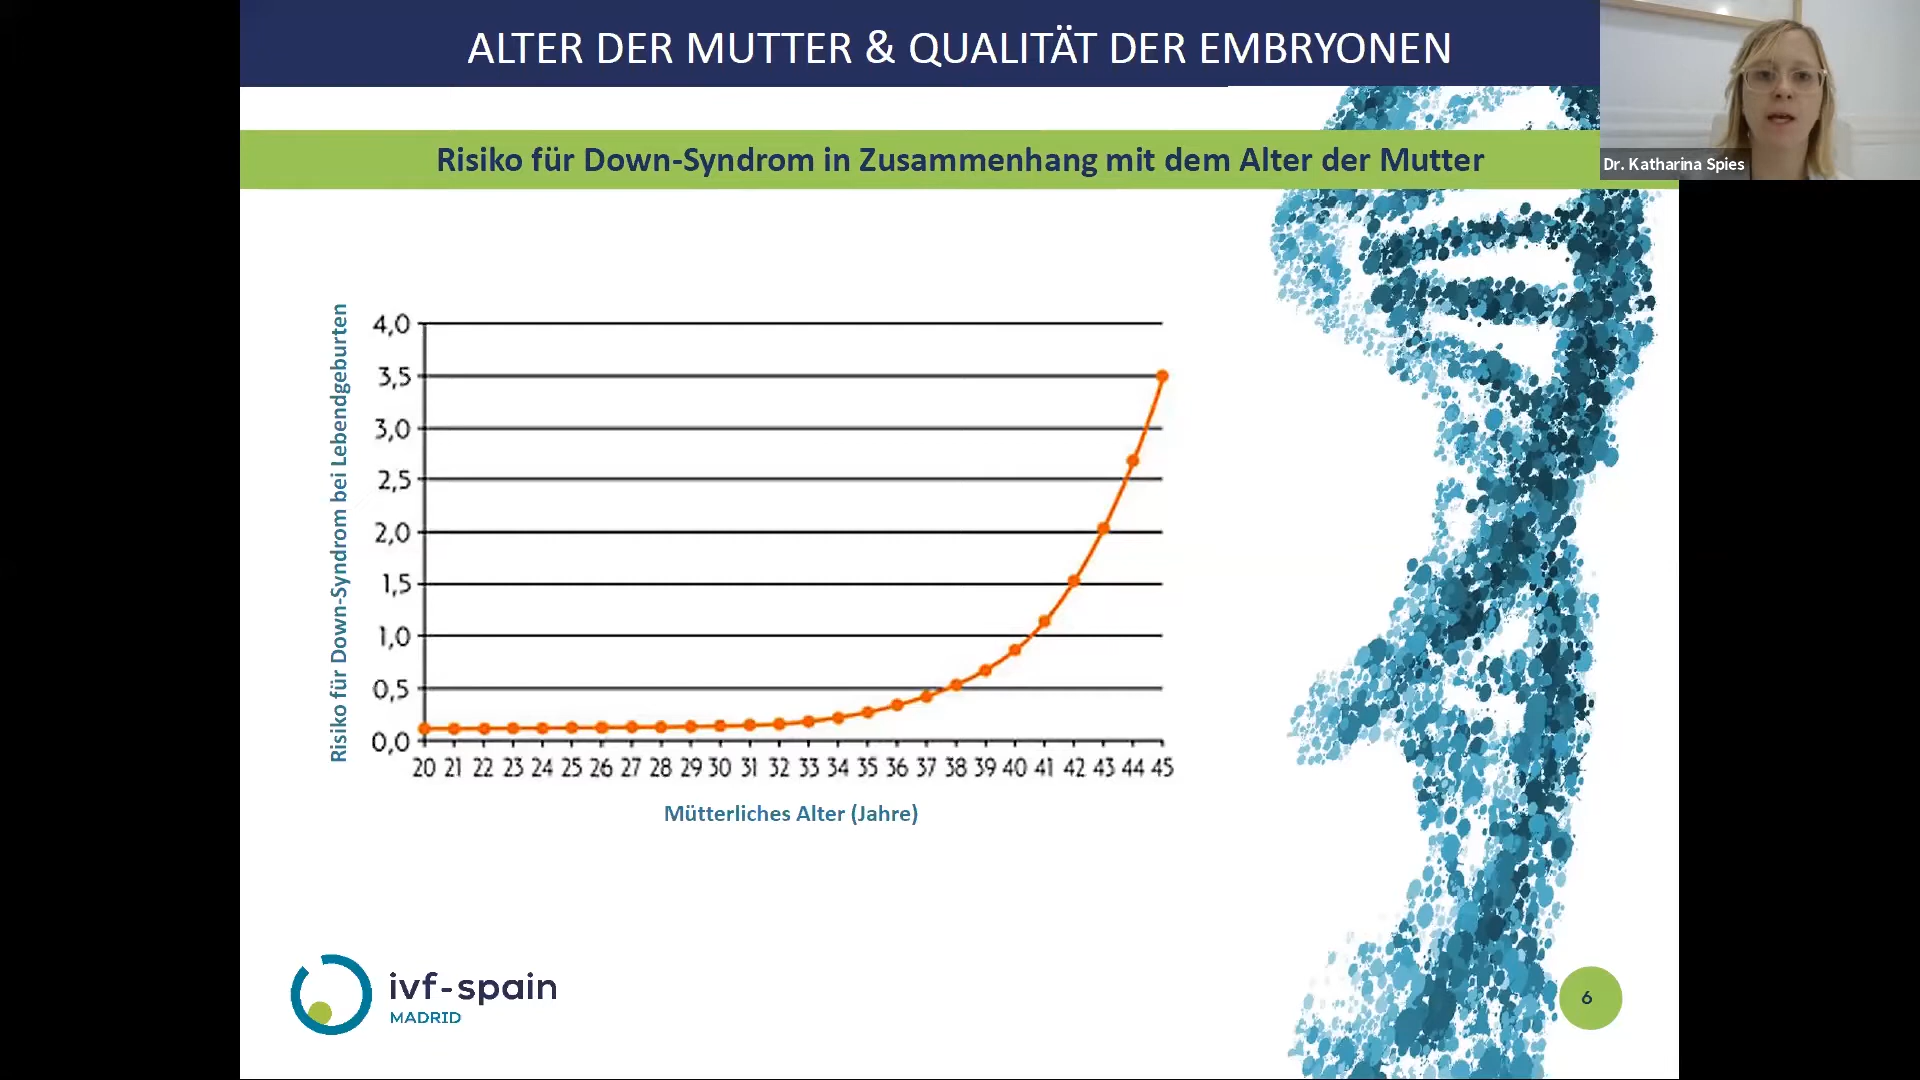 ALTER DER MUTTER & QUALITÄT DER EMBRYONEN
Dr. Katharina Spies
Risiko für Down-Syndrom in Zusammenhang mit dem Alter der Mutter
Risiko für Down-Syndrom bei Lebendgeburten
4,0
3,5
3,0
2,5
2,0
1,5
1,0
0,5
0,0
20 21 22 23 24 25 26 27 28 29 30 31 32 33 34 35 36 37 38 39 40 41 42 43 44 45
Mütterliches Alter (Jahre)
ivf-spain
MADRID
6